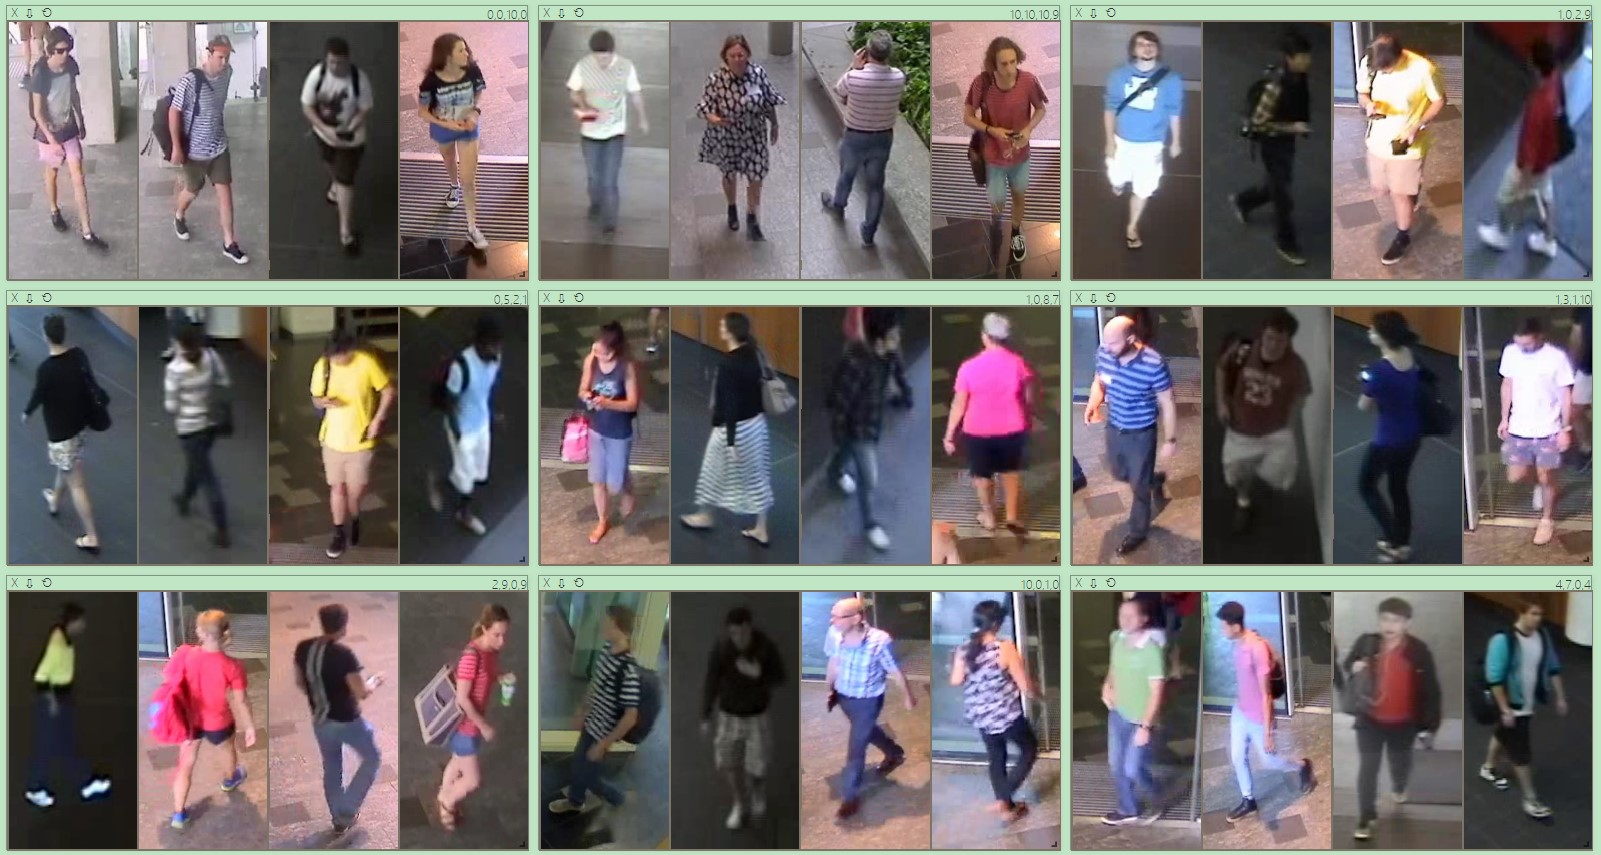 X ⇩ ⟲ 0,0,10,0
X ⇩ ⟲ 10,10,10,9
X ⇩ ⟲ 1,0,2,9
X ⇩ ⟲ 0,5,2,1
X ⇩ ⟲ 1,0,8,7
X ⇩ ⟲ 1,3,1,10
23
X ⇩ ⟲ 2,9,0,9
X ⇩ ⟲ 10,0,1,0
X ⇩ ⟲ 4,7,0,4